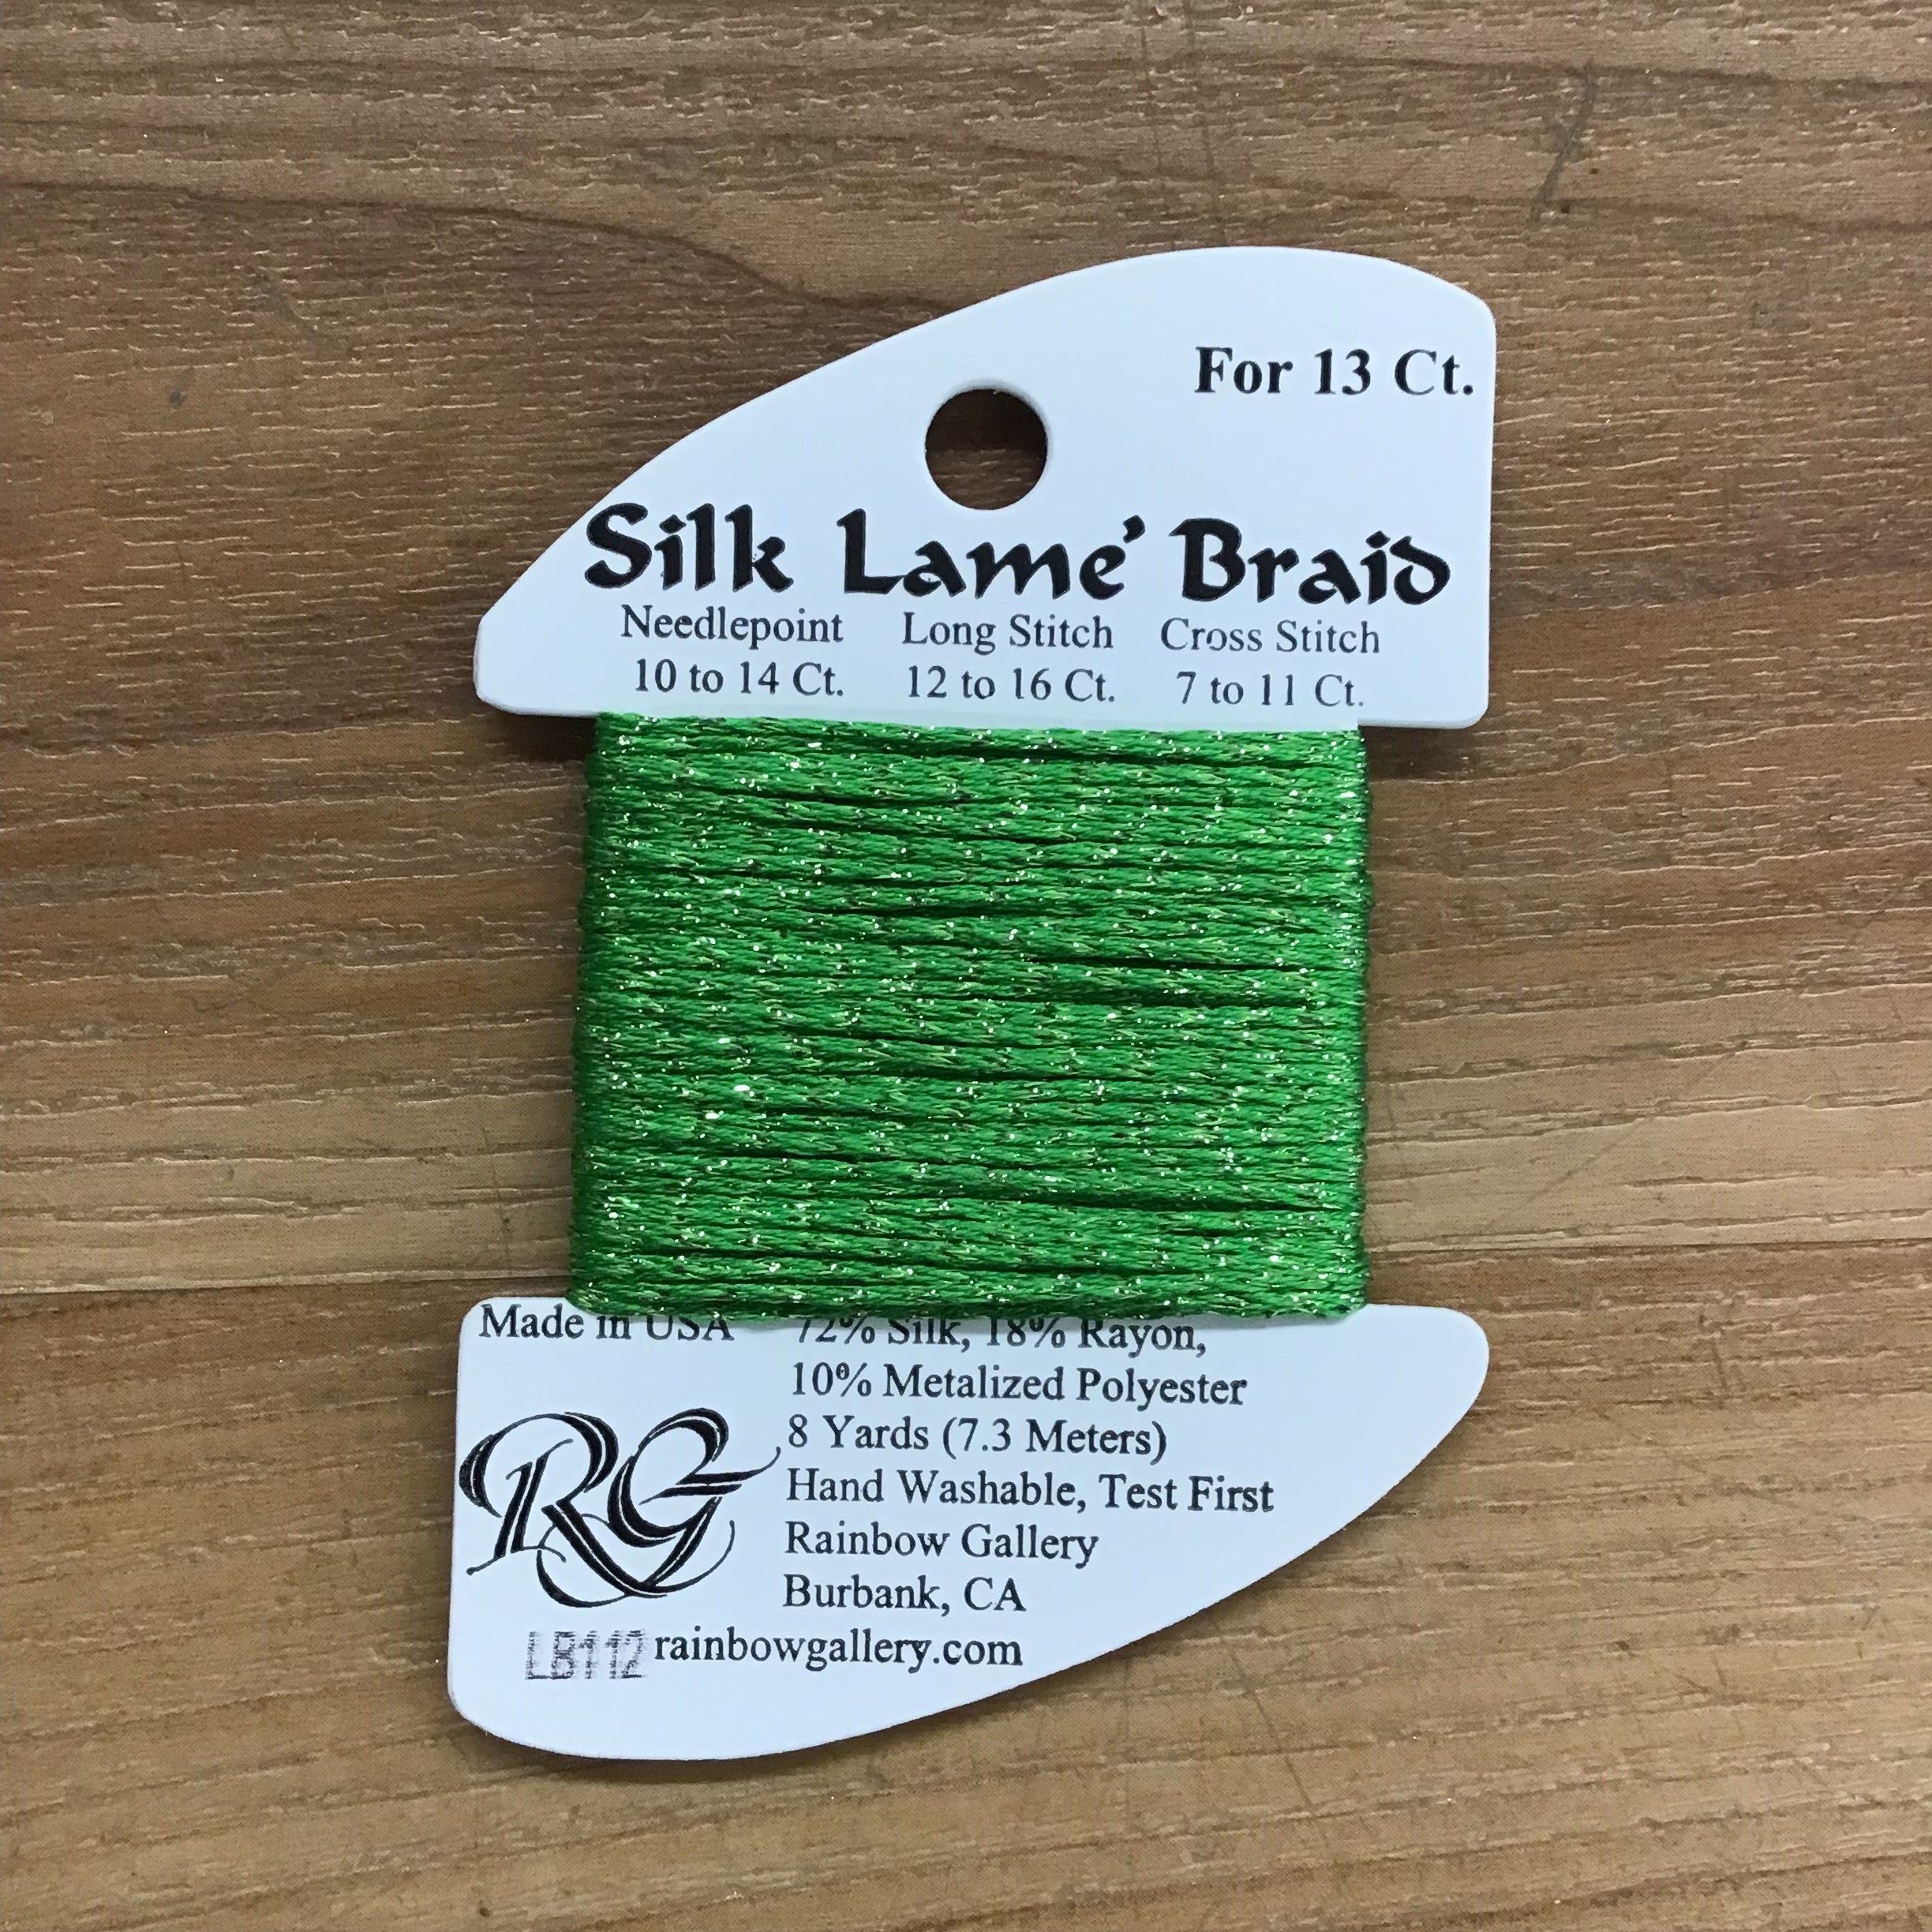 For 13 Ct.
Silk Lame' Braid
Needlepoint Long Stitch Cross Stitch
10 to 14 Ct. 12 to 16 Ct. 7 to 11 Ct.
Made in USA 72% Silk, 18% Rayon,
10% Metalized Polyester
8 Yards (7.3 Meters)
RG
Hand Washable, Test First
Rainbow Gallery
Burbank, CA
LB112 rainbowgallery.com